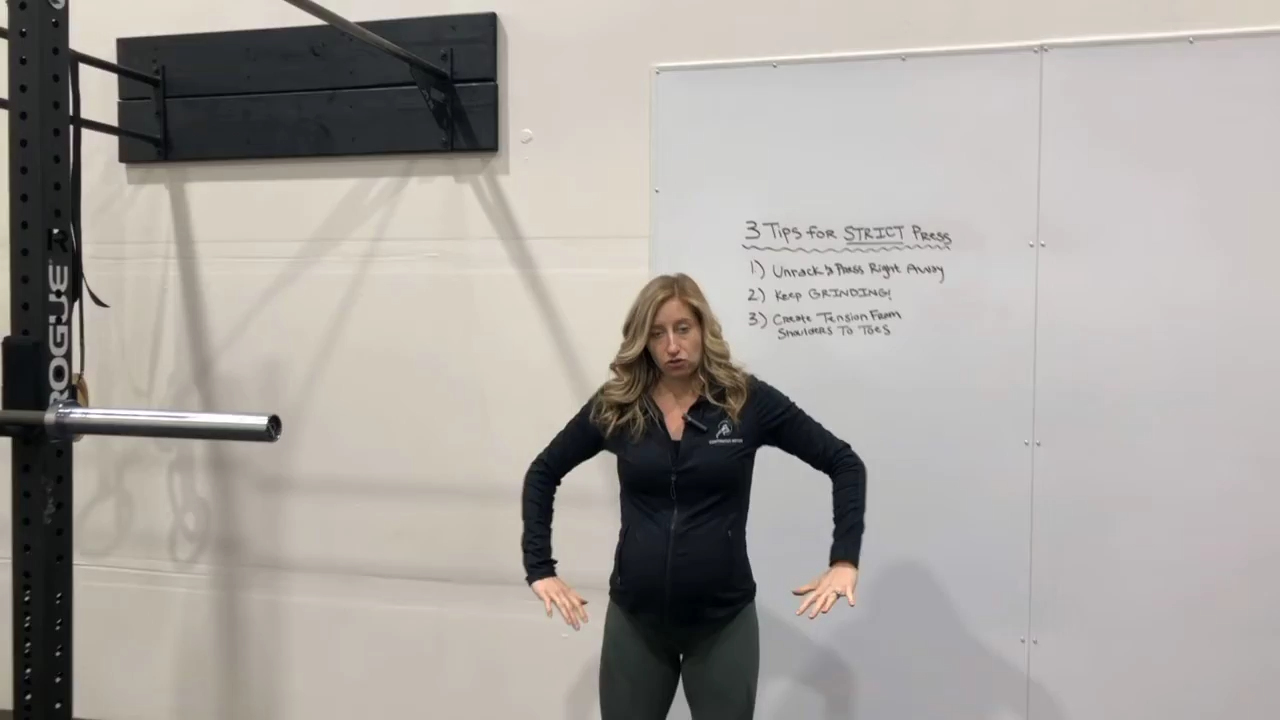 3 Tips for STRICT Press
1) Unrack & Press Right Away
2) Keep GRINDING!
3) Create Tension From
Shoulders To Toes
R
ROGUE